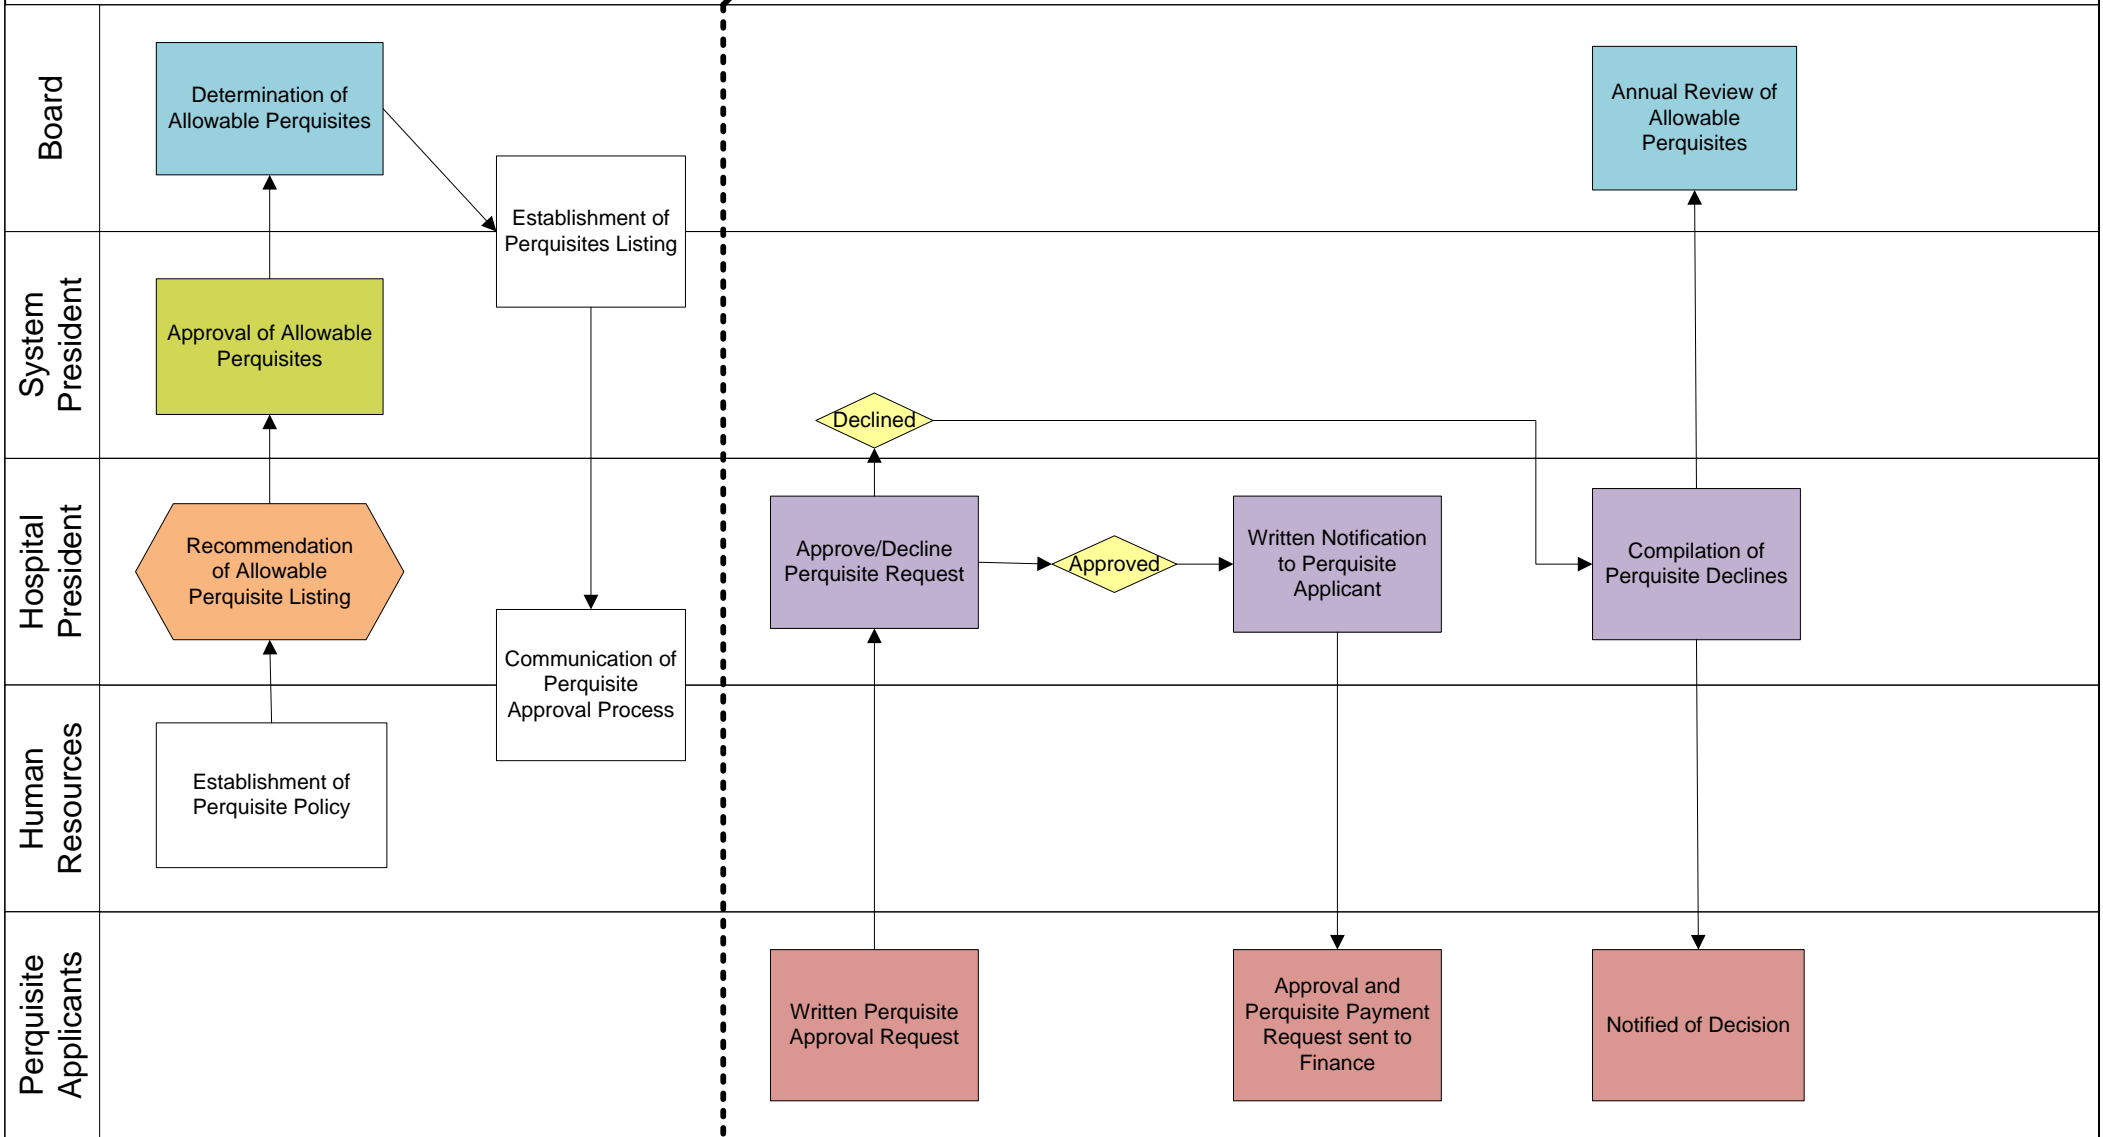 Board
Determination of
Allowable Perquisites
Establishment of
Perquisites Listing
Annual Review of
Allowable
Perquisites
System
President
Approval of Allowable
Perquisites
Declined
Hospital
President
Recommendation
of Allowable
Perquisite Listing
Communication of
Perquisite
Approval Process
Approve/Decline
Perquisite Request
Approved
Written Notification
to Perquisite
Applicant
Compilation of
Perquisite Declines
Human
Resources
Establishment of
Perquisite Policy
Perquisite
Applicants
Written Perquisite
Approval Request
Approval and
Perquisite Payment
Request sent to
Finance
Notified of Decision